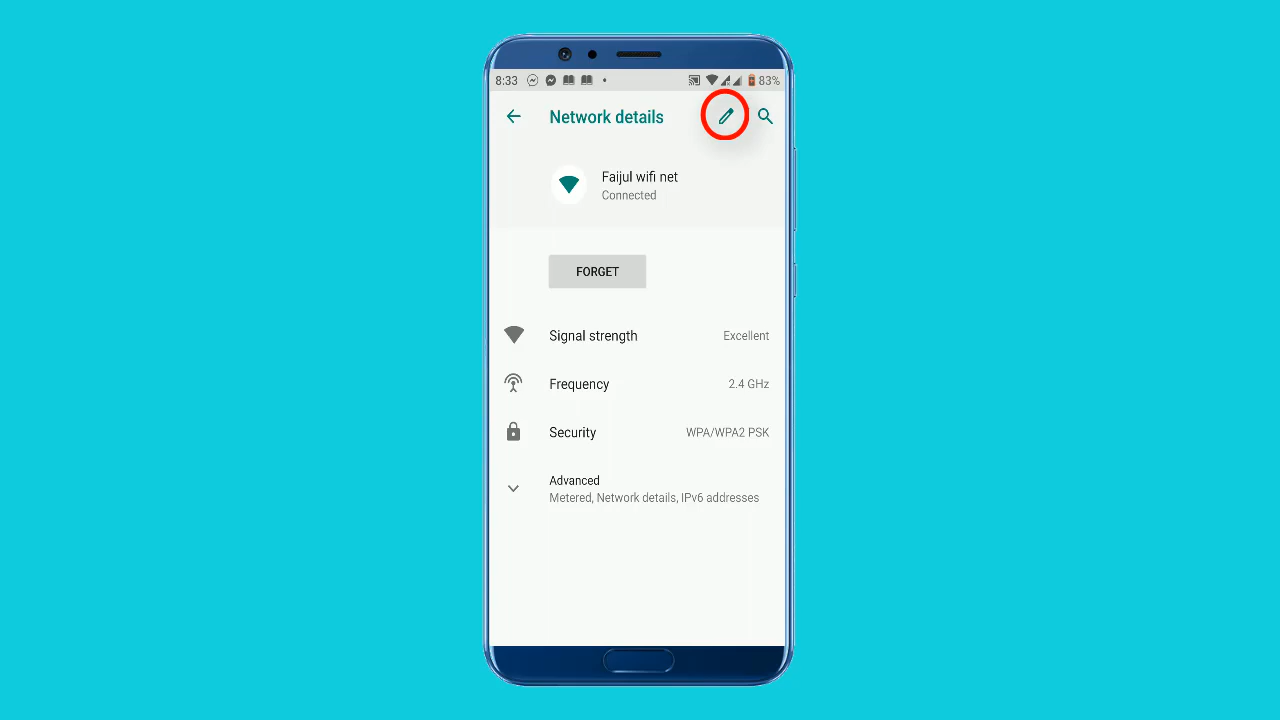 8:33 83%
Network details
Faijul wifi net
Connected
FORGET
Signal strength Excellent
Frequency 2.4 GHz
Security WPA/WPA2 PSK
Advanced
Metered, Network details, IPv6 addresses